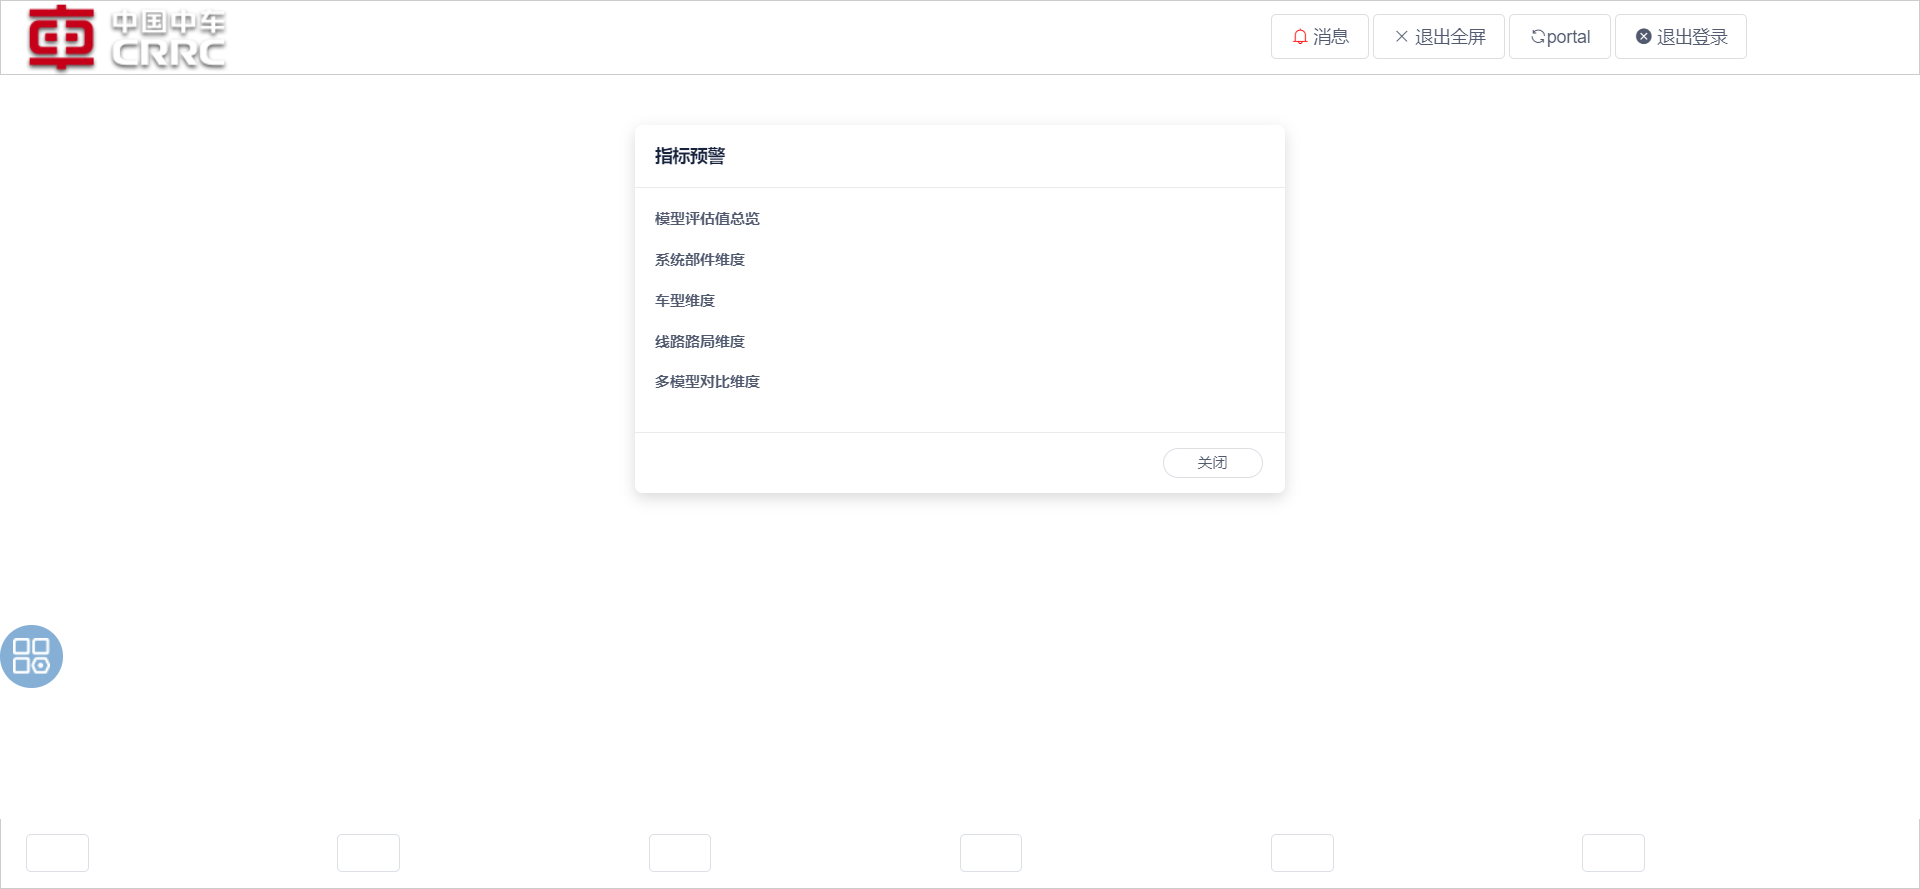 中国中车
CRRC
消息
退出全屏
portal
退出登录
指标预警
模型评估值总览
系统部件维度
车型维度
线路路局维度
多模型对比维度
关闭